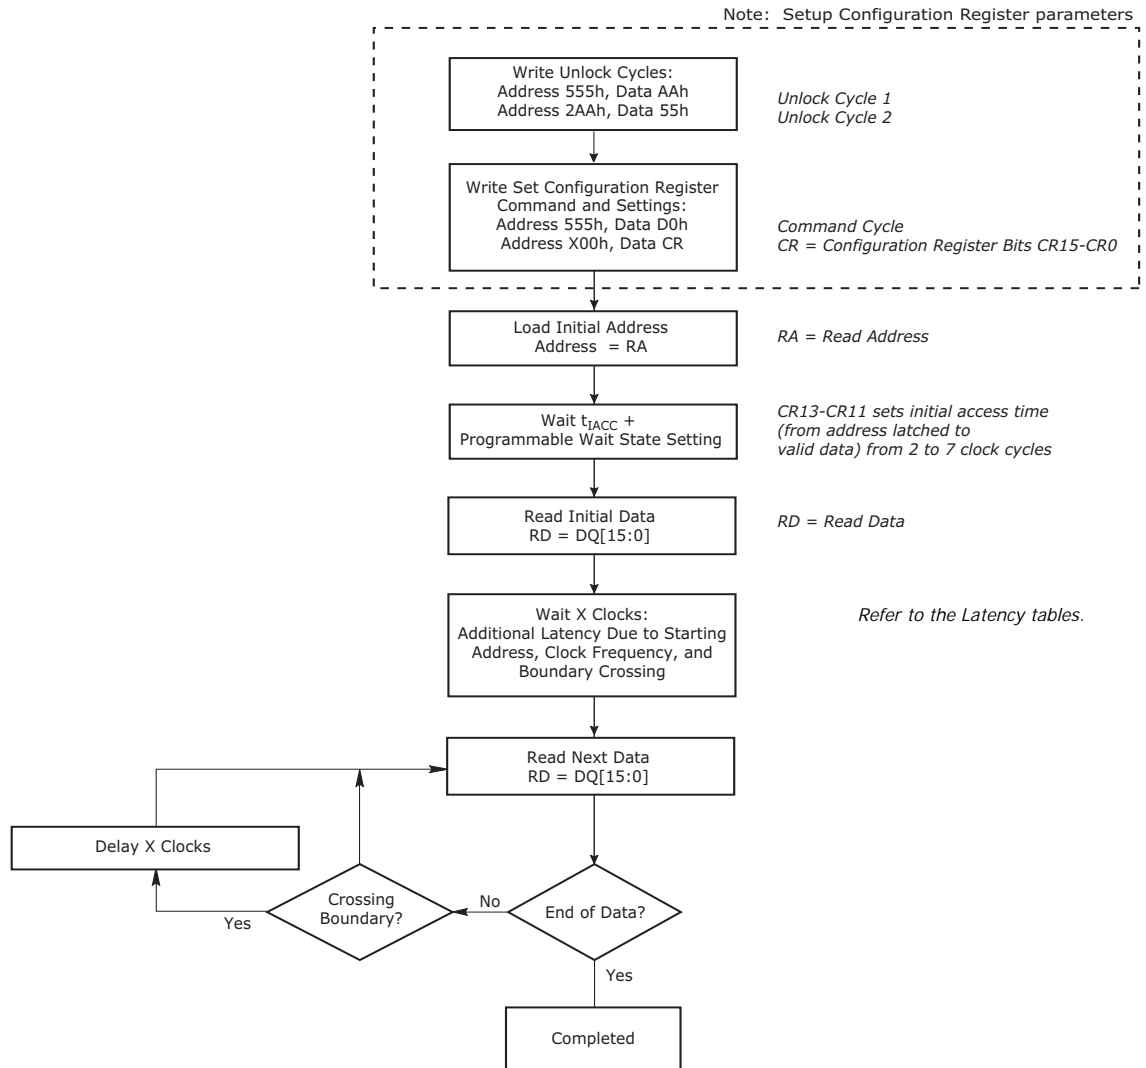 Note: Setup Configuration Register parameters
Write Unlock Cycles:
Address 555h, Data AAh
Address 2AAh, Data 55h
Unlock Cycle 1
Unlock Cycle 2
Write Set Configuration Register
Command and Settings:
Address 555h, Data D0h
Address X00h, Data CR
Command Cycle
CR = Configuration Register Bits CR15-CR0
Load Initial Address
Address = RA
RA = Read Address
Wait tIACC +
Programmable Wait State Setting
CR13-CR11 sets initial access time
(from address latched to
valid data) from 2 to 7 clock cycles
Read Initial Data
RD = DQ[15:0]
RD = Read Data
Wait X Clocks:
Additional Latency Due to Starting
Address, Clock Frequency, and
Boundary Crossing
Refer to the Latency tables.
Read Next Data
RD = DQ[15:0]
Delay X Clocks
Crossing
Boundary?
Yes
No
End of Data?
Yes
Completed